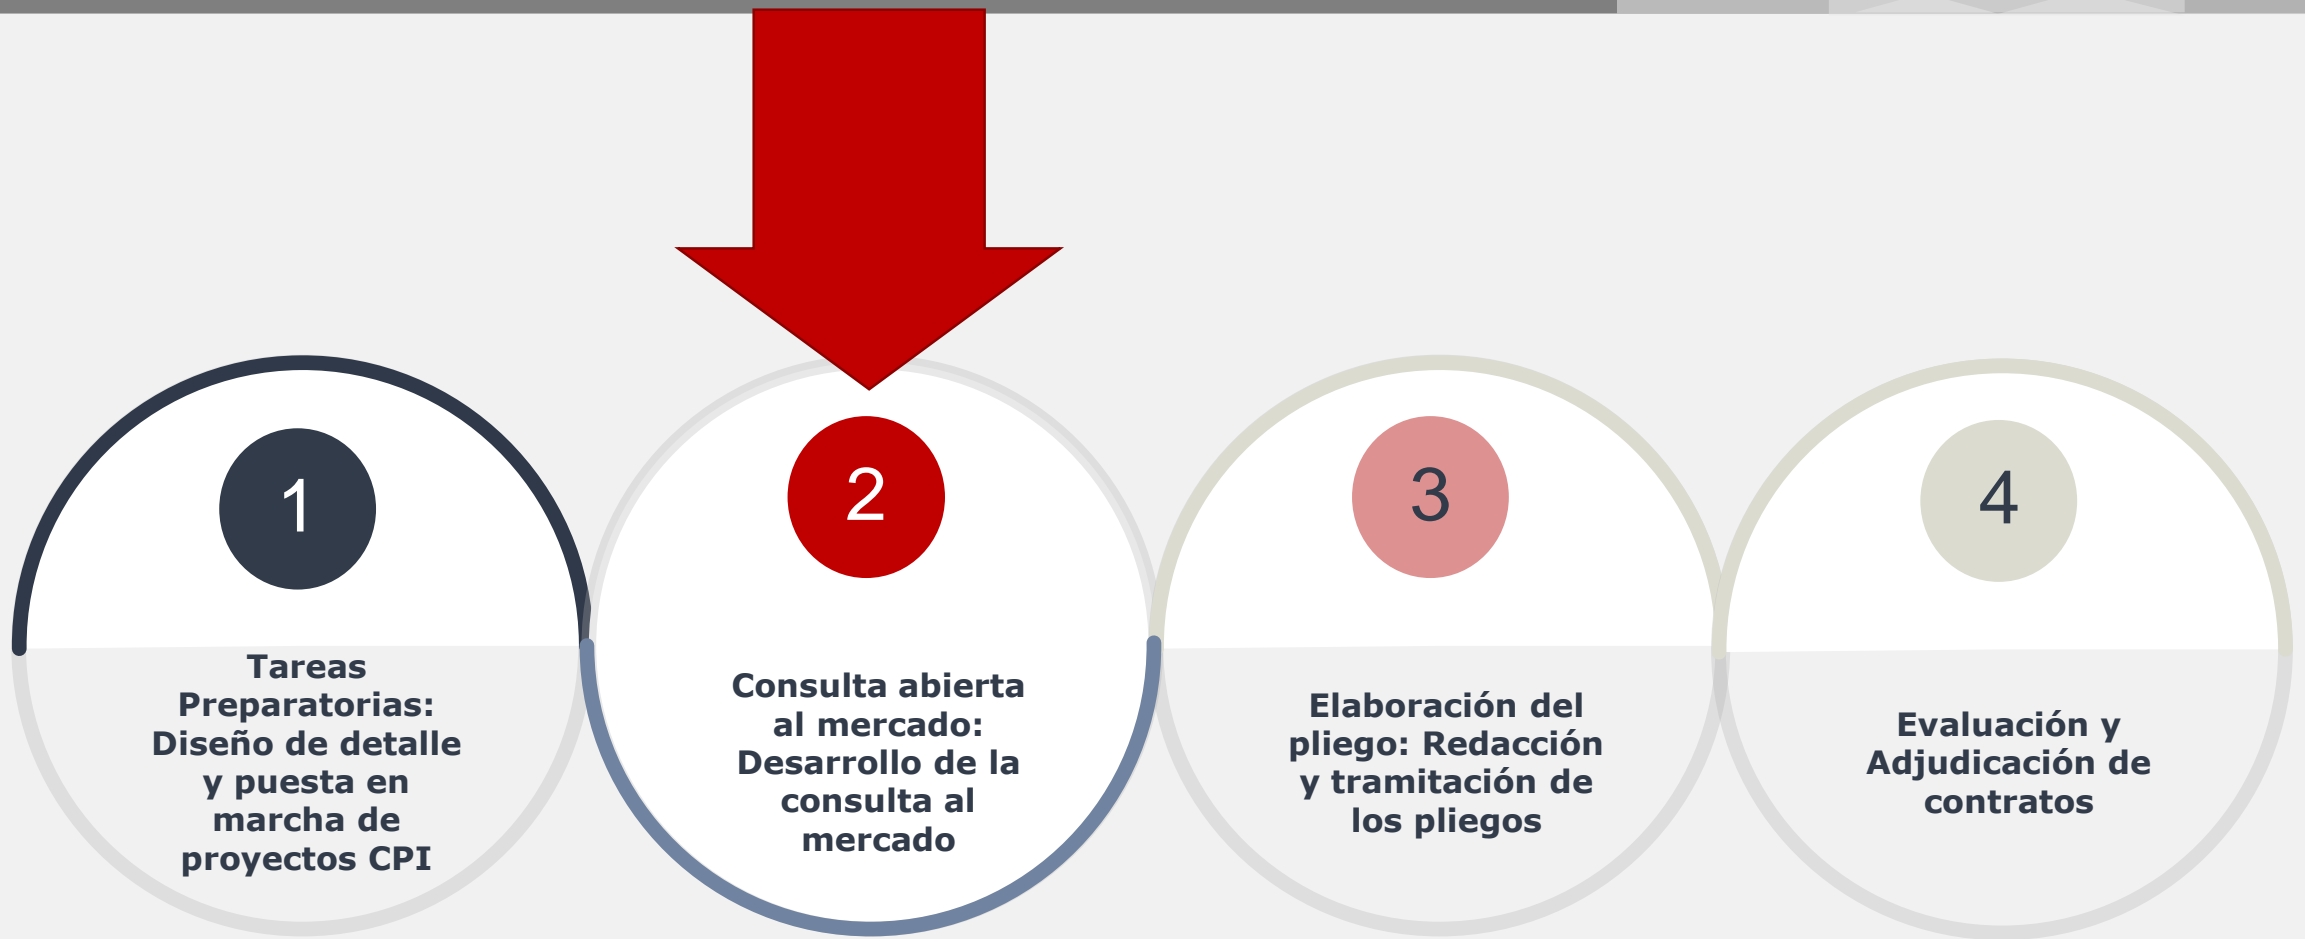 1
Tareas
Preparatorias:
Diseño de detalle
y puesta en
marcha de
proyectos CPI
2
Consulta abierta
al mercado:
Desarrollo de la
consulta al
mercado
3
Elaboración del
pliego: Redacción
y tramitación de
los pliegos
4
Evaluación y
Adjudicación de
contratos